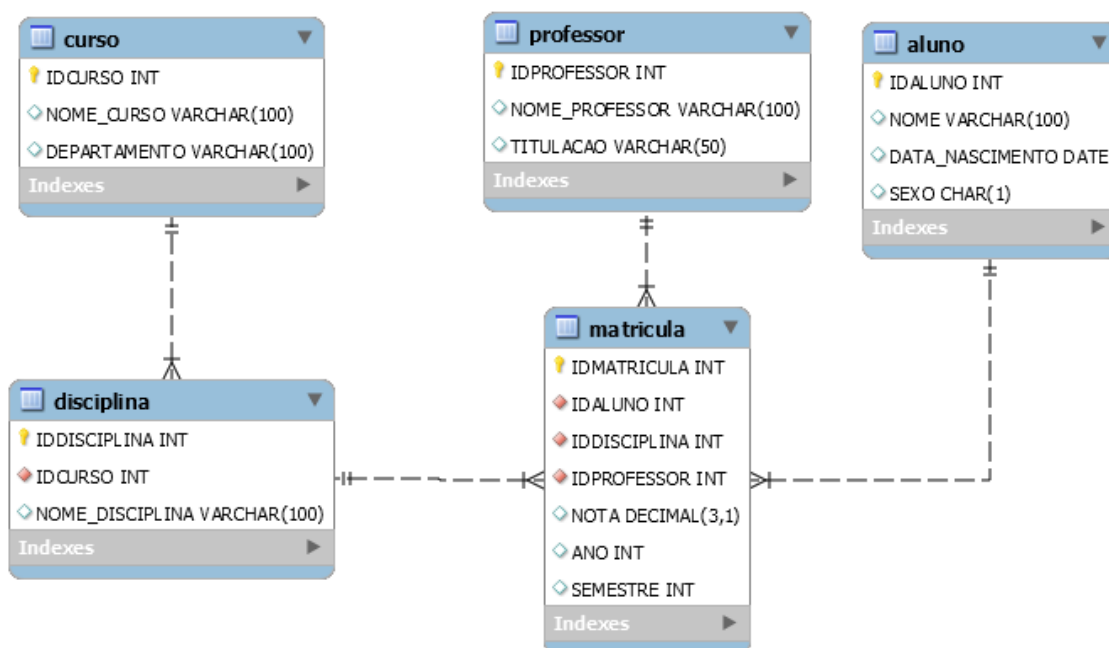 curso
IDCURSO INT
NOME_CURSO VARCHAR(100)
DEPARTAMENTO VARCHAR(100)
Indexes
professor
IDPROFESSOR INT
NOME_PROFESSOR VARCHAR(100)
TITULACAO VARCHAR(50)
Indexes
aluno
IDALUNO INT
NOME VARCHAR(100)
DATA_NASCIMENTO DATE
SEXO CHAR(1)
Indexes
disciplina
IDDISCIPLINA INT
IDCURSO INT
NOME_DISCIPLINA VARCHAR(100)
Indexes
matricula
IDMATRICULA INT
IDALUNO INT
IDDISCIPLINA INT
IDPROFESSOR INT
NOTA DECIMAL(3,1)
ANO INT
SEMESTRE INT
Indexes